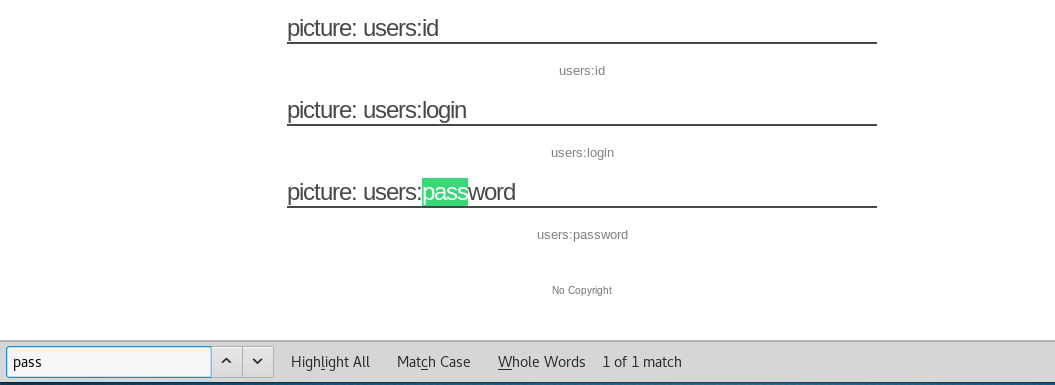 picture: users:id
users:id
picture: users:login
users:login
picture: users:password
users:password
No Copyright
pass Highlight All Match Case Whole Words 1 of 1 match